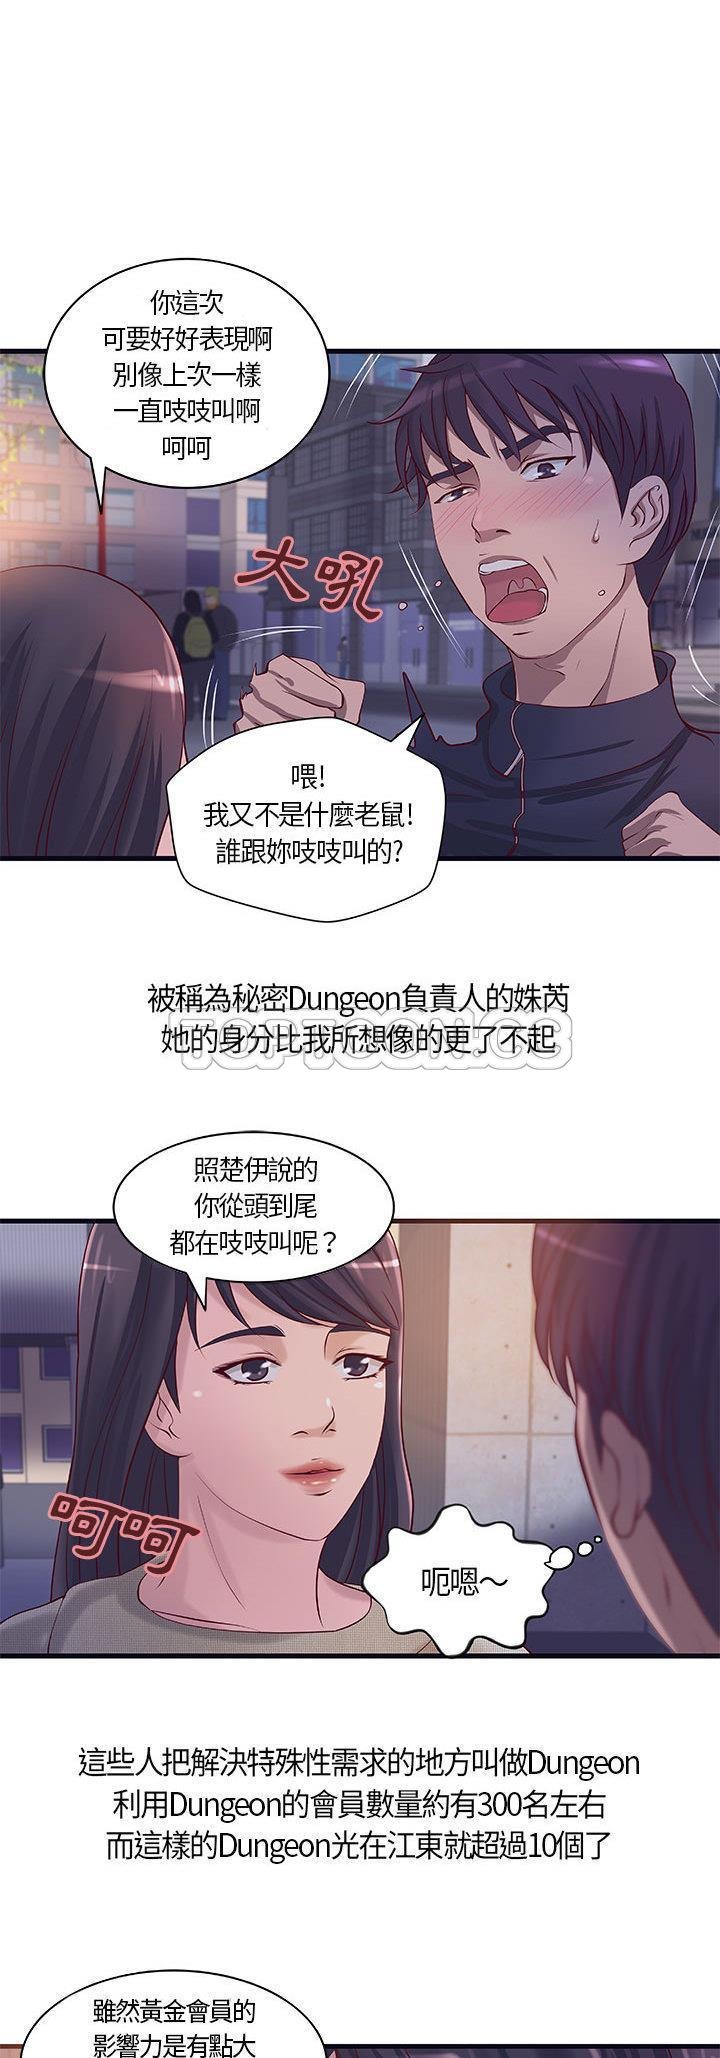 你這次
可要好好表現啊
別像上次一樣
一直吱吱叫啊
呵呵
大吼
喂!
我又不是什麼老鼠!
誰跟妳吱吱叫的?
被稱為秘密Dungeon負責人的姝芮
她的身分比我所想像的更了不起
TOPTOON.CC
照楚伊說的
你從頭到尾
都在吱吱叫呢？
呵呵
呃嗯～
這些人把解決特殊性需求的地方叫做Dungeon
利用Dungeon的會員數量約有300名左右
而這樣的Dungeon光在江東就超過10個了
雖然黃金會員的
影響力是有點大